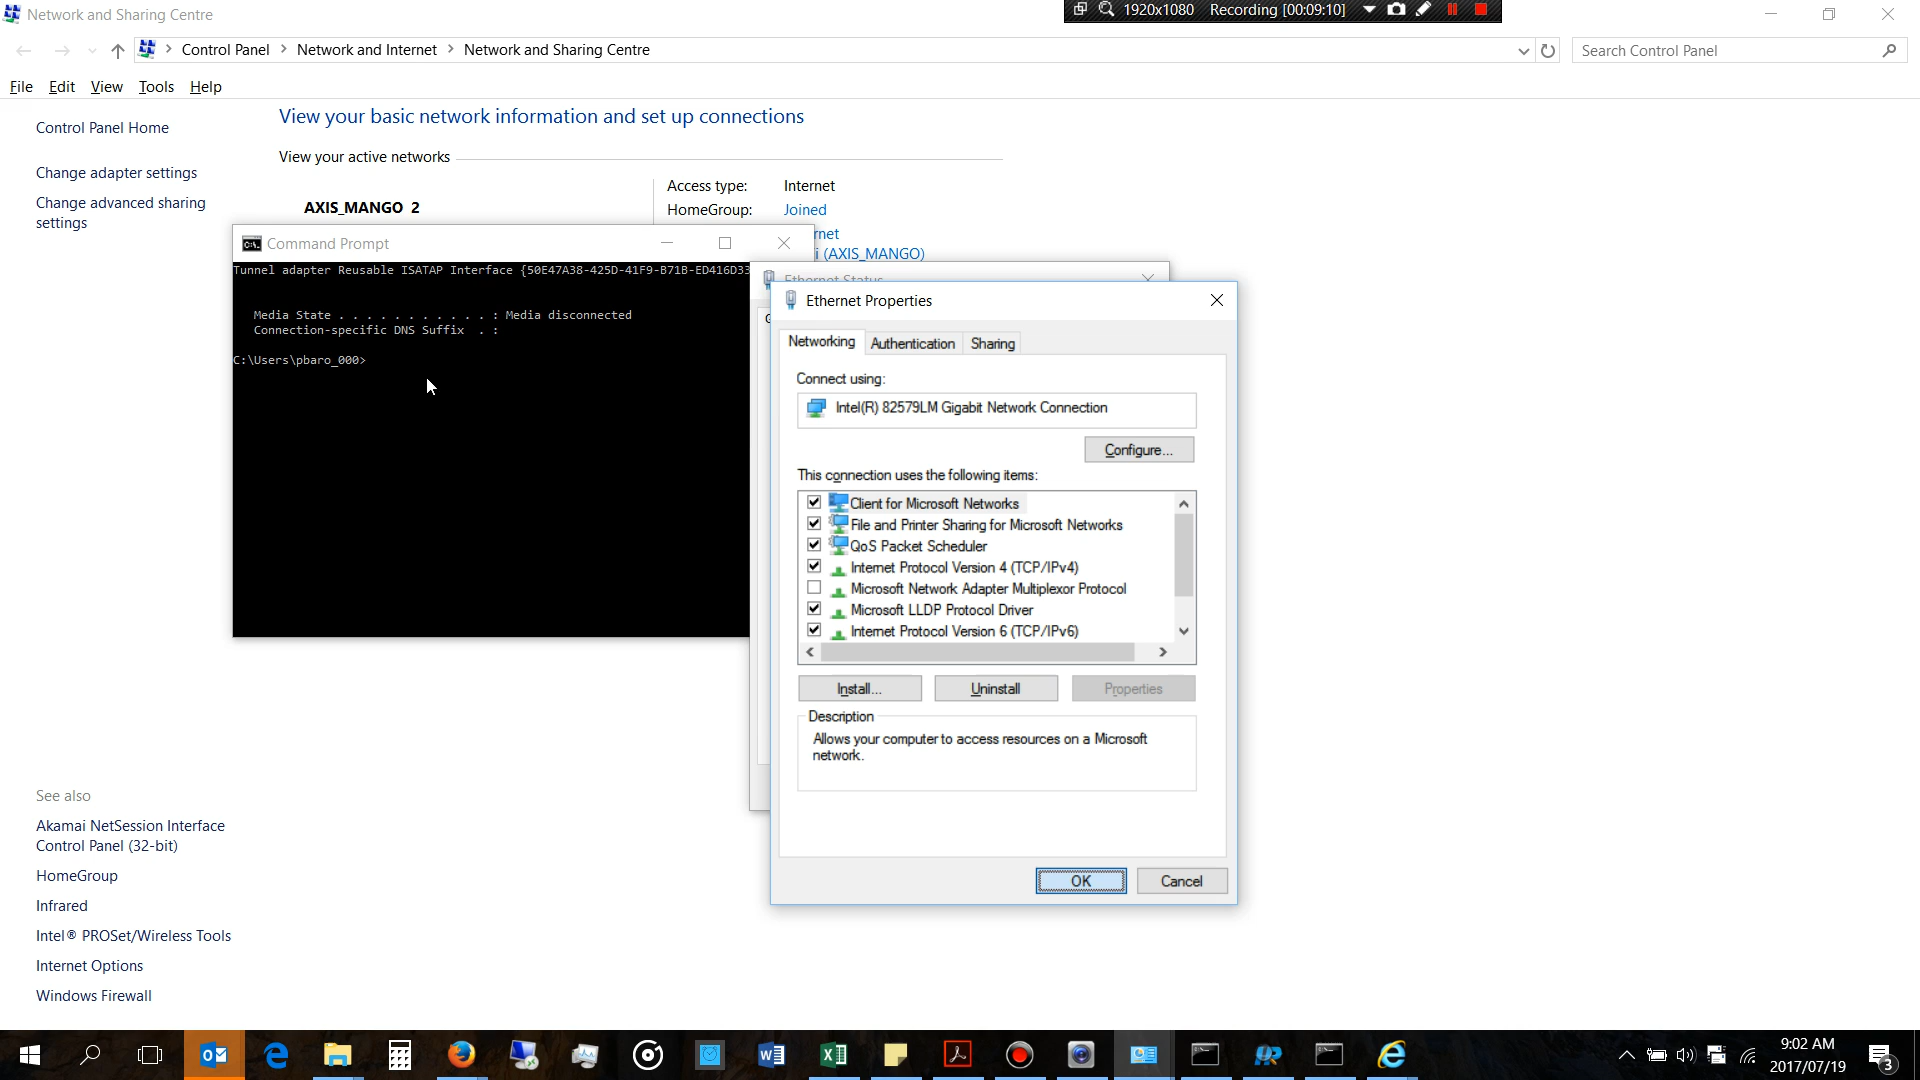 Network and Sharing Centre
1920x1080 Recording [00:09:10]
Control Panel > Network and Internet > Network and Sharing Centre
Search Control Panel
File Edit View Tools Help
Control Panel Home
Change adapter settings
Change advanced sharing
settings
View your basic network information and set up connections
View your active networks
AXIS_MANGO 2
Access type: Internet
HomeGroup: Joined
rnet
i (AXIS_MANGO)
Command Prompt
Tunnel adapter Reusable ISATAP Interface {50E47A38-425D-41F9-B71B-ED416D33
Media State . . . . . . . . . . . : Media disconnected
Connection-specific DNS Suffix . :
C:\Users\pbaro_000>
Ethernet Status
Ethernet Properties
Networking Authentication Sharing
Connect using:
Intel(R) 82579LM Gigabit Network Connection
Configure...
This connection uses the following items:
Client for Microsoft Networks
File and Printer Sharing for Microsoft Networks
QoS Packet Scheduler
Internet Protocol Version 4 (TCP/IPv4)
Microsoft Network Adapter Multiplexor Protocol
Microsoft LLDP Protocol Driver
Internet Protocol Version 6 (TCP/IPv6)
Install... Uninstall Properties
Description
Allows your computer to access resources on a Microsoft
network.
OK Cancel
See also
Akamai NetSession Interface
Control Panel (32-bit)
HomeGroup
Infrared
Intel® PROSet/Wireless Tools
Internet Options
Windows Firewall
9:02 AM
2017/07/19
3